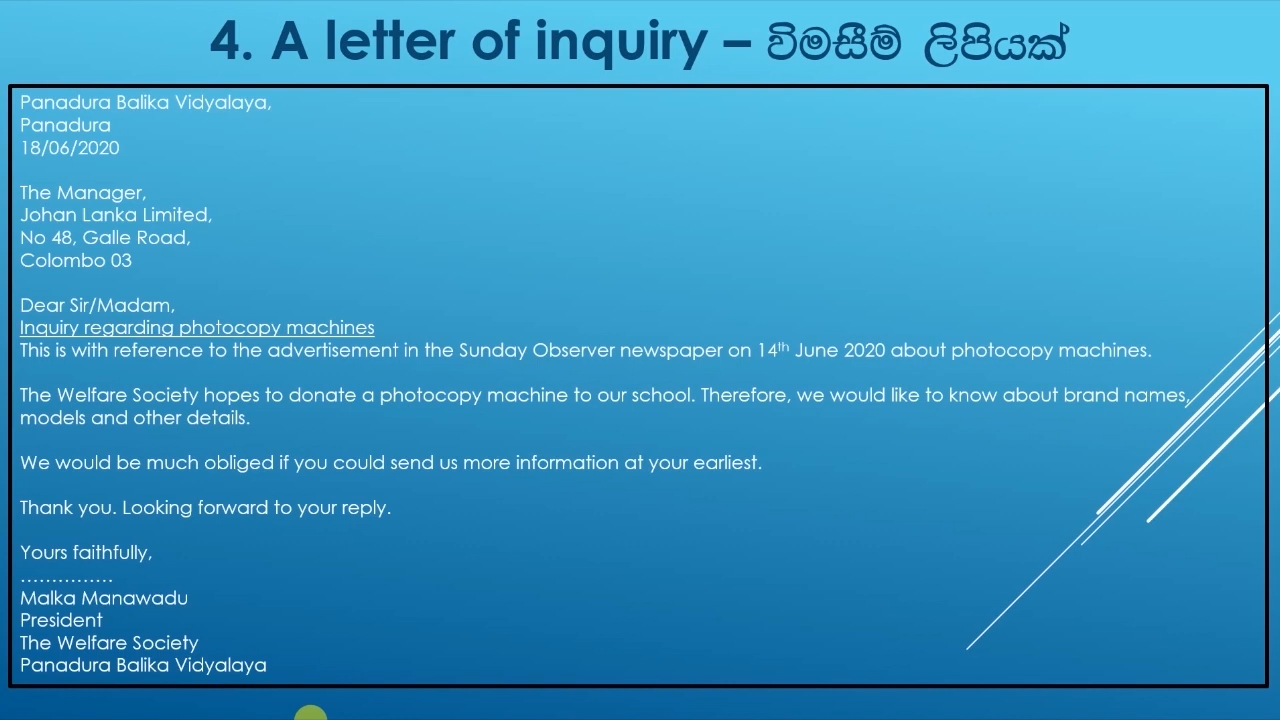 4. A letter of inquiry – විමසීම් ලිපියක්
Panadura Balika Vidyalaya,
Panadura
18/06/2020
The Manager,
Johan Lanka Limited,
No 48, Galle Road,
Colombo 03
Dear Sir/Madam,
Inquiry regarding photocopy machines
This is with reference to the advertisement in the Sunday Observer newspaper on 14th June 2020 about photocopy machines.
The Welfare Society hopes to donate a photocopy machine to our school. Therefore, we would like to know about brand names,
models and other details.
We would be much obliged if you could send us more information at your earliest.
Thank you. Looking forward to your reply.
Yours faithfully,
……………
Malka Manawadu
President
The Welfare Society
Panadura Balika Vidyalaya